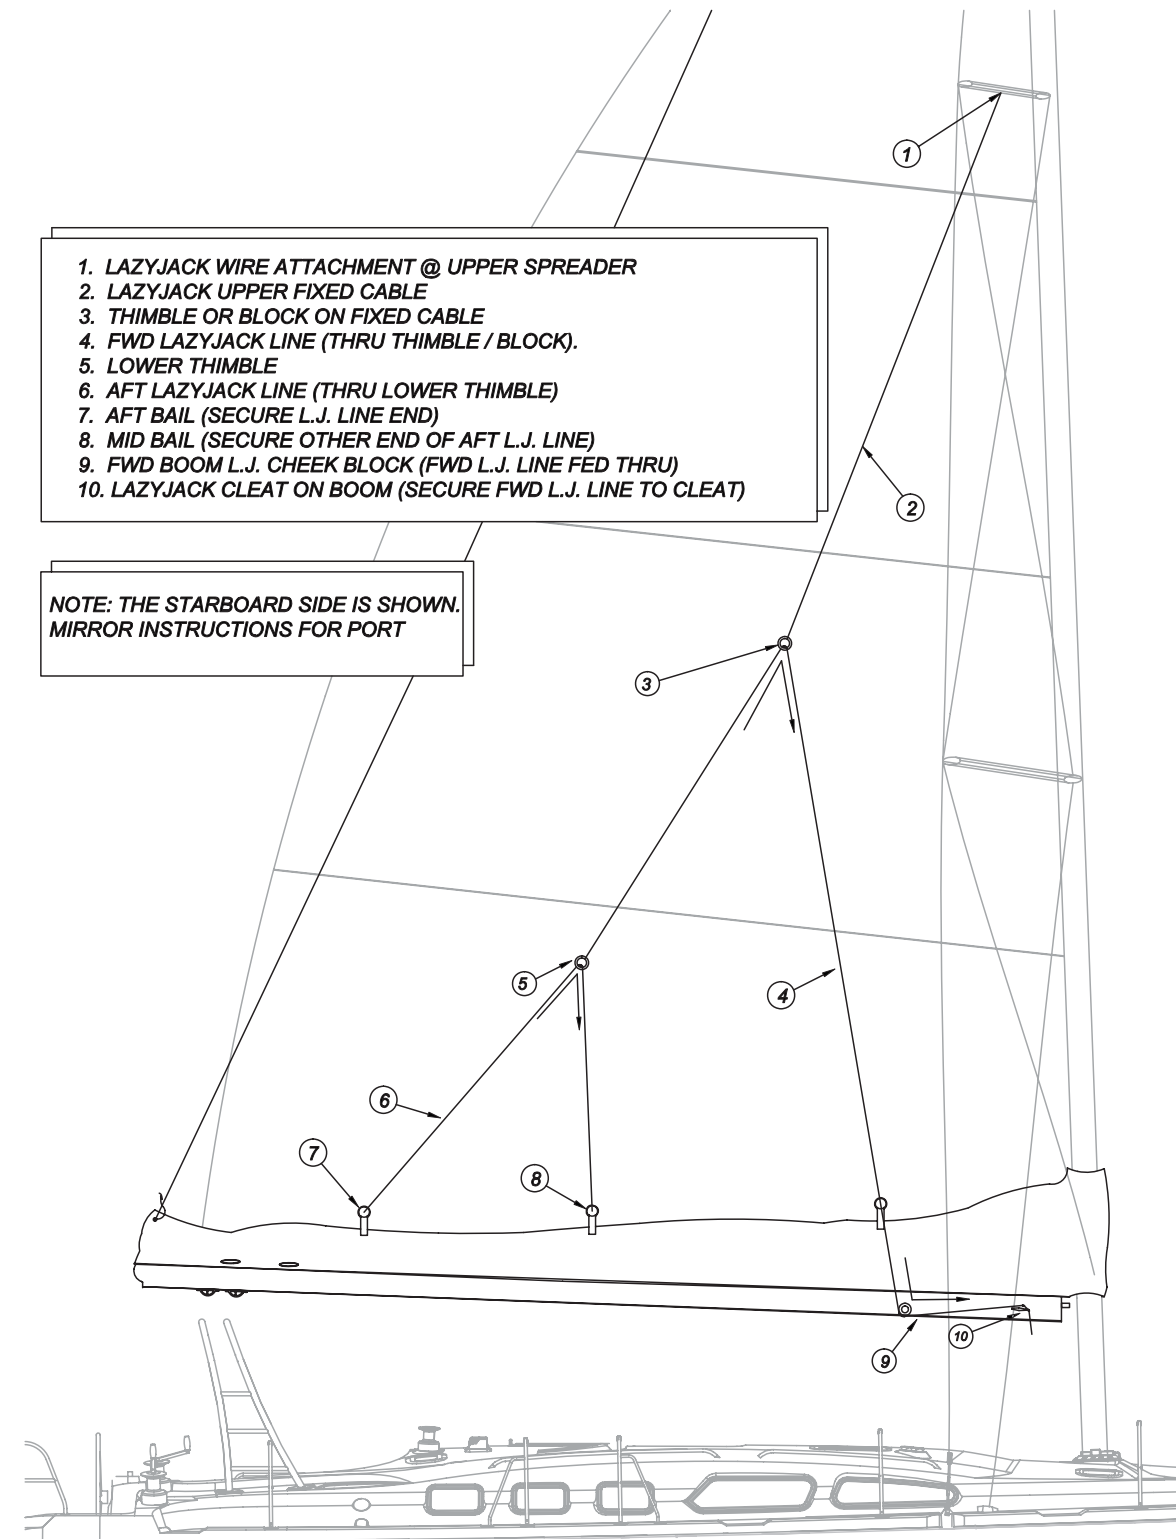 1. LAZYJACK WIRE ATTACHMENT @ UPPER SPREADER
2. LAZYJACK UPPER FIXED CABLE
3. THIMBLE OR BLOCK ON FIXED CABLE
4. FWD LAZYJACK LINE (THRU THIMBLE / BLOCK).
5. LOWER THIMBLE
6. AFT LAZYJACK LINE (THRU LOWER THIMBLE)
7. AFT BAIL (SECURE L.J. LINE END)
8. MID BAIL (SECURE OTHER END OF AFT L.J. LINE)
9. FWD BOOM L.J. CHEEK BLOCK (FWD L.J. LINE FED THRU)
10. LAZYJACK CLEAT ON BOOM (SECURE FWD L.J. LINE TO CLEAT)
NOTE: THE STARBOARD SIDE IS SHOWN.
MIRROR INSTRUCTIONS FOR PORT
1
2
3
4
5
6
7
8
9
10